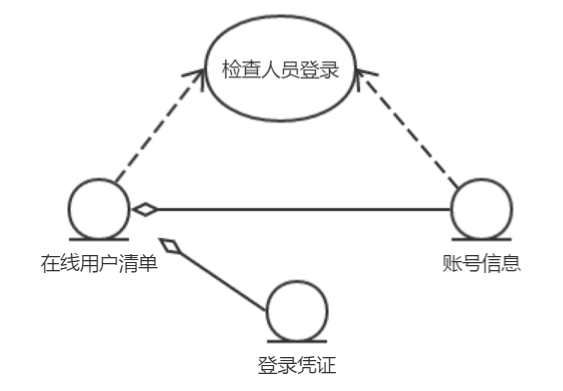 检查人员登录
在线用户清单
账号信息
登录凭证